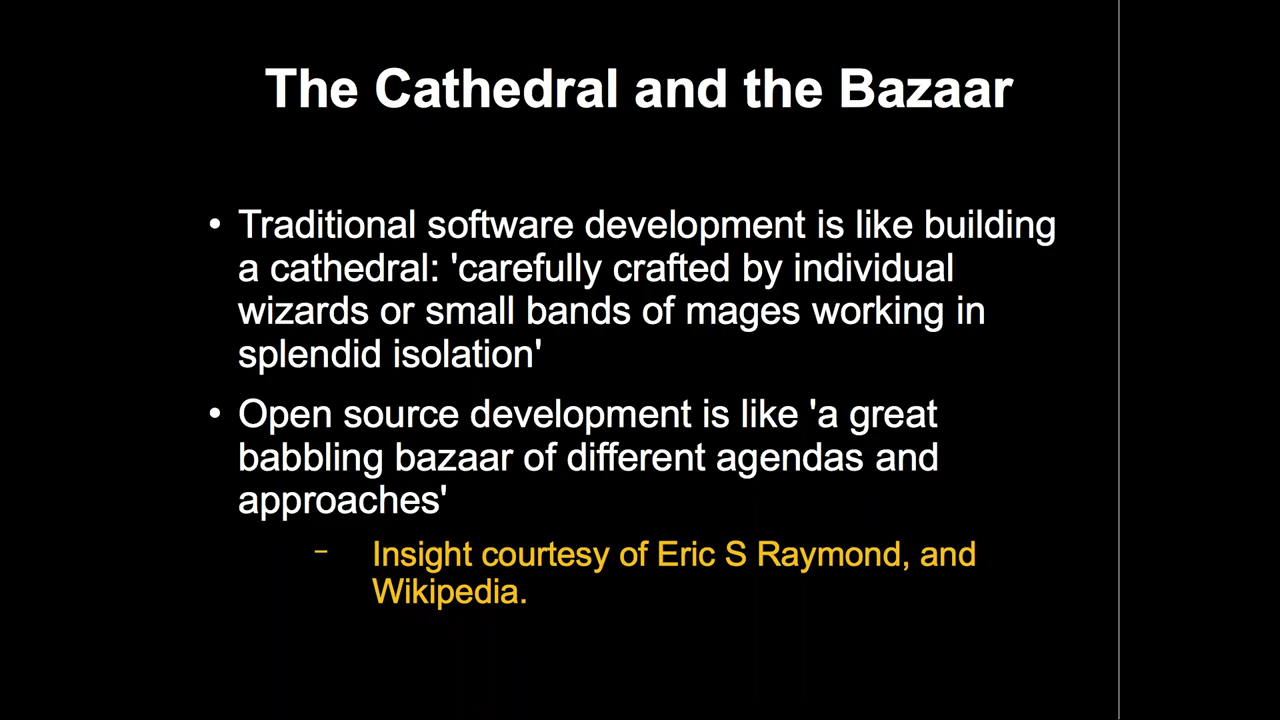 The Cathedral and the Bazaar
• Traditional software development is like building
a cathedral: 'carefully crafted by individual
wizards or small bands of mages working in
splendid isolation'
• Open source development is like 'a great
babbling bazaar of different agendas and
approaches'
– Insight courtesy of Eric S Raymond, and
Wikipedia.